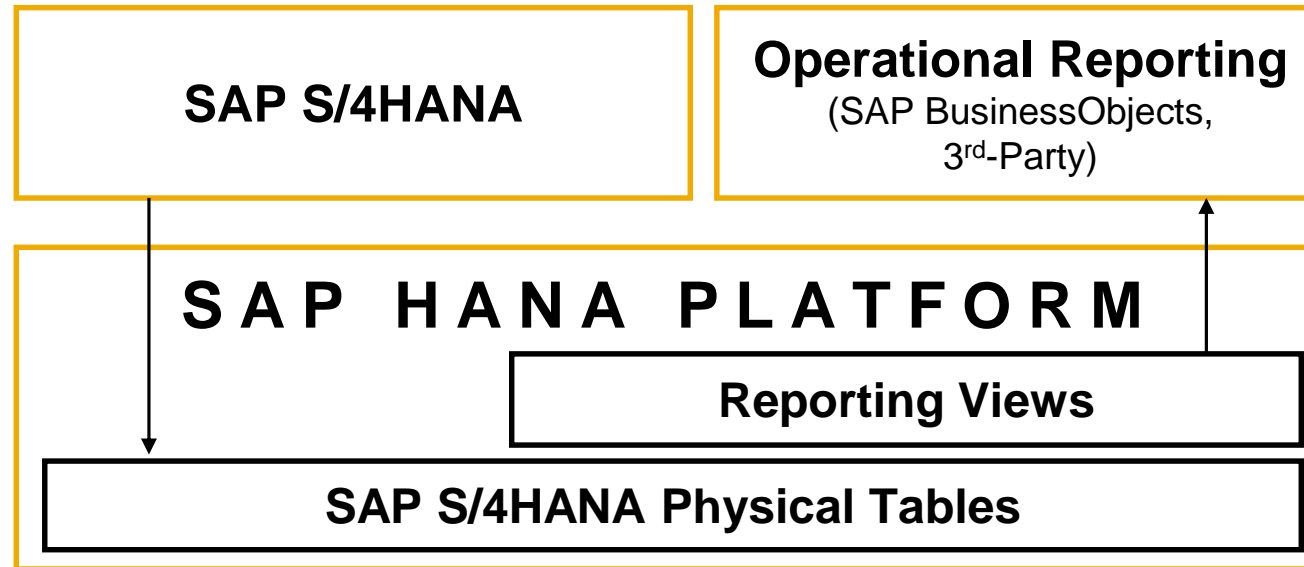 SAP S/4HANA
Operational Reporting
(SAP BusinessObjects,
3rd-Party)
SAP HANA PLATFORM
Reporting Views
SAP S/4HANA Physical Tables